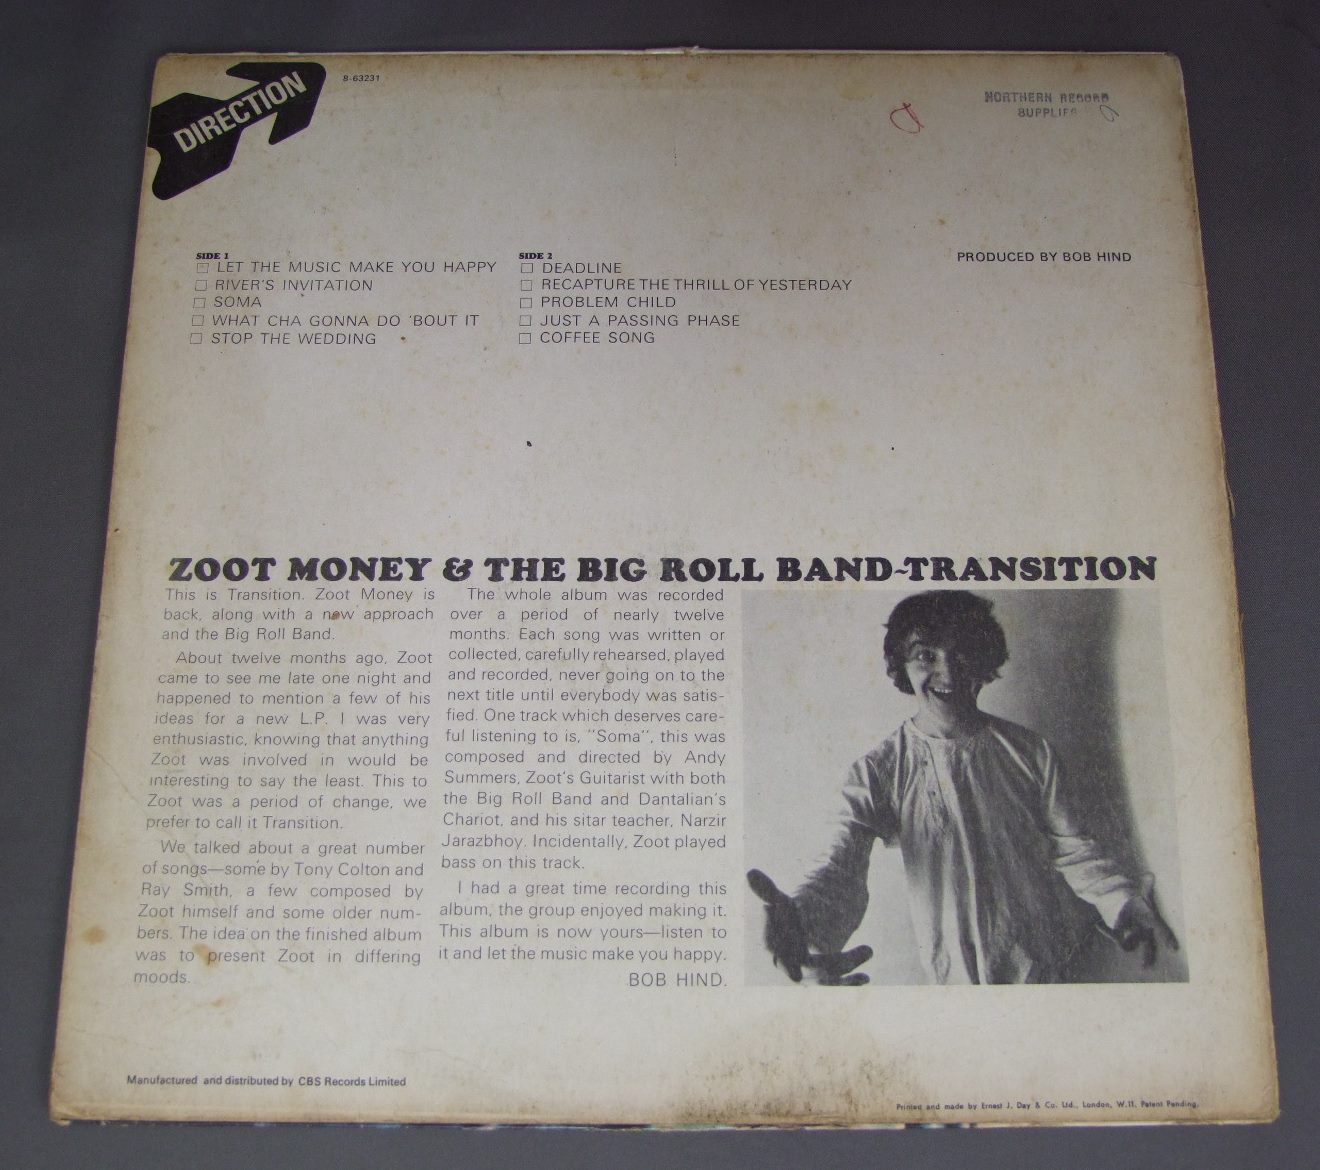 DIRECTION
8-63231
NORTHERN RECORD
SUPPLIES
SIDE 1
LET THE MUSIC MAKE YOU HAPPY
RIVER'S INVITATION
SOMA
WHAT CHA GONNA DO 'BOUT IT
STOP THE WEDDING
SIDE 2
DEADLINE
RECAPTURE THE THRILL OF YESTERDAY
PROBLEM CHILD
JUST A PASSING PHASE
COFFEE SONG
PRODUCED BY BOB HIND
ZOOT MONEY & THE BIG ROLL BAND~TRANSITION
This is Transition. Zoot Money is
back, along with a new approach
and the Big Roll Band.
About twelve months ago, Zoot
came to see me late one night and
happened to mention a few of his
ideas for a new L.P. I was very
enthusiastic, knowing that anything
Zoot was involved in would be
interesting to say the least. This to
Zoot was a period of change, we
prefer to call it Transition.
We talked about a great number
of songs—some by Tony Colton and
Ray Smith, a few composed by
Zoot himself and some older num-
bers. The idea on the finished album
was to present Zoot in differing
moods.
The whole album was recorded
over a period of nearly twelve
months. Each song was written or
collected, carefully rehearsed, played
and recorded, never going on to the
next title until everybody was satis-
fied. One track which deserves care-
ful listening to is, "Soma", this was
composed and directed by Andy
Summers, Zoot's Guitarist with both
the Big Roll Band and Dantalian's
Chariot, and his sitar teacher, Narzir
Jarazbhoy. Incidentally, Zoot played
bass on this track.
I had a great time recording this
album, the group enjoyed making it.
This album is now yours—listen to
it and let the music make you happy.
BOB HIND.
Manufactured and distributed by CBS Records Limited
Printed and made by Ernest J. Day & Co. Ltd., London, W.11. Patent Pending.